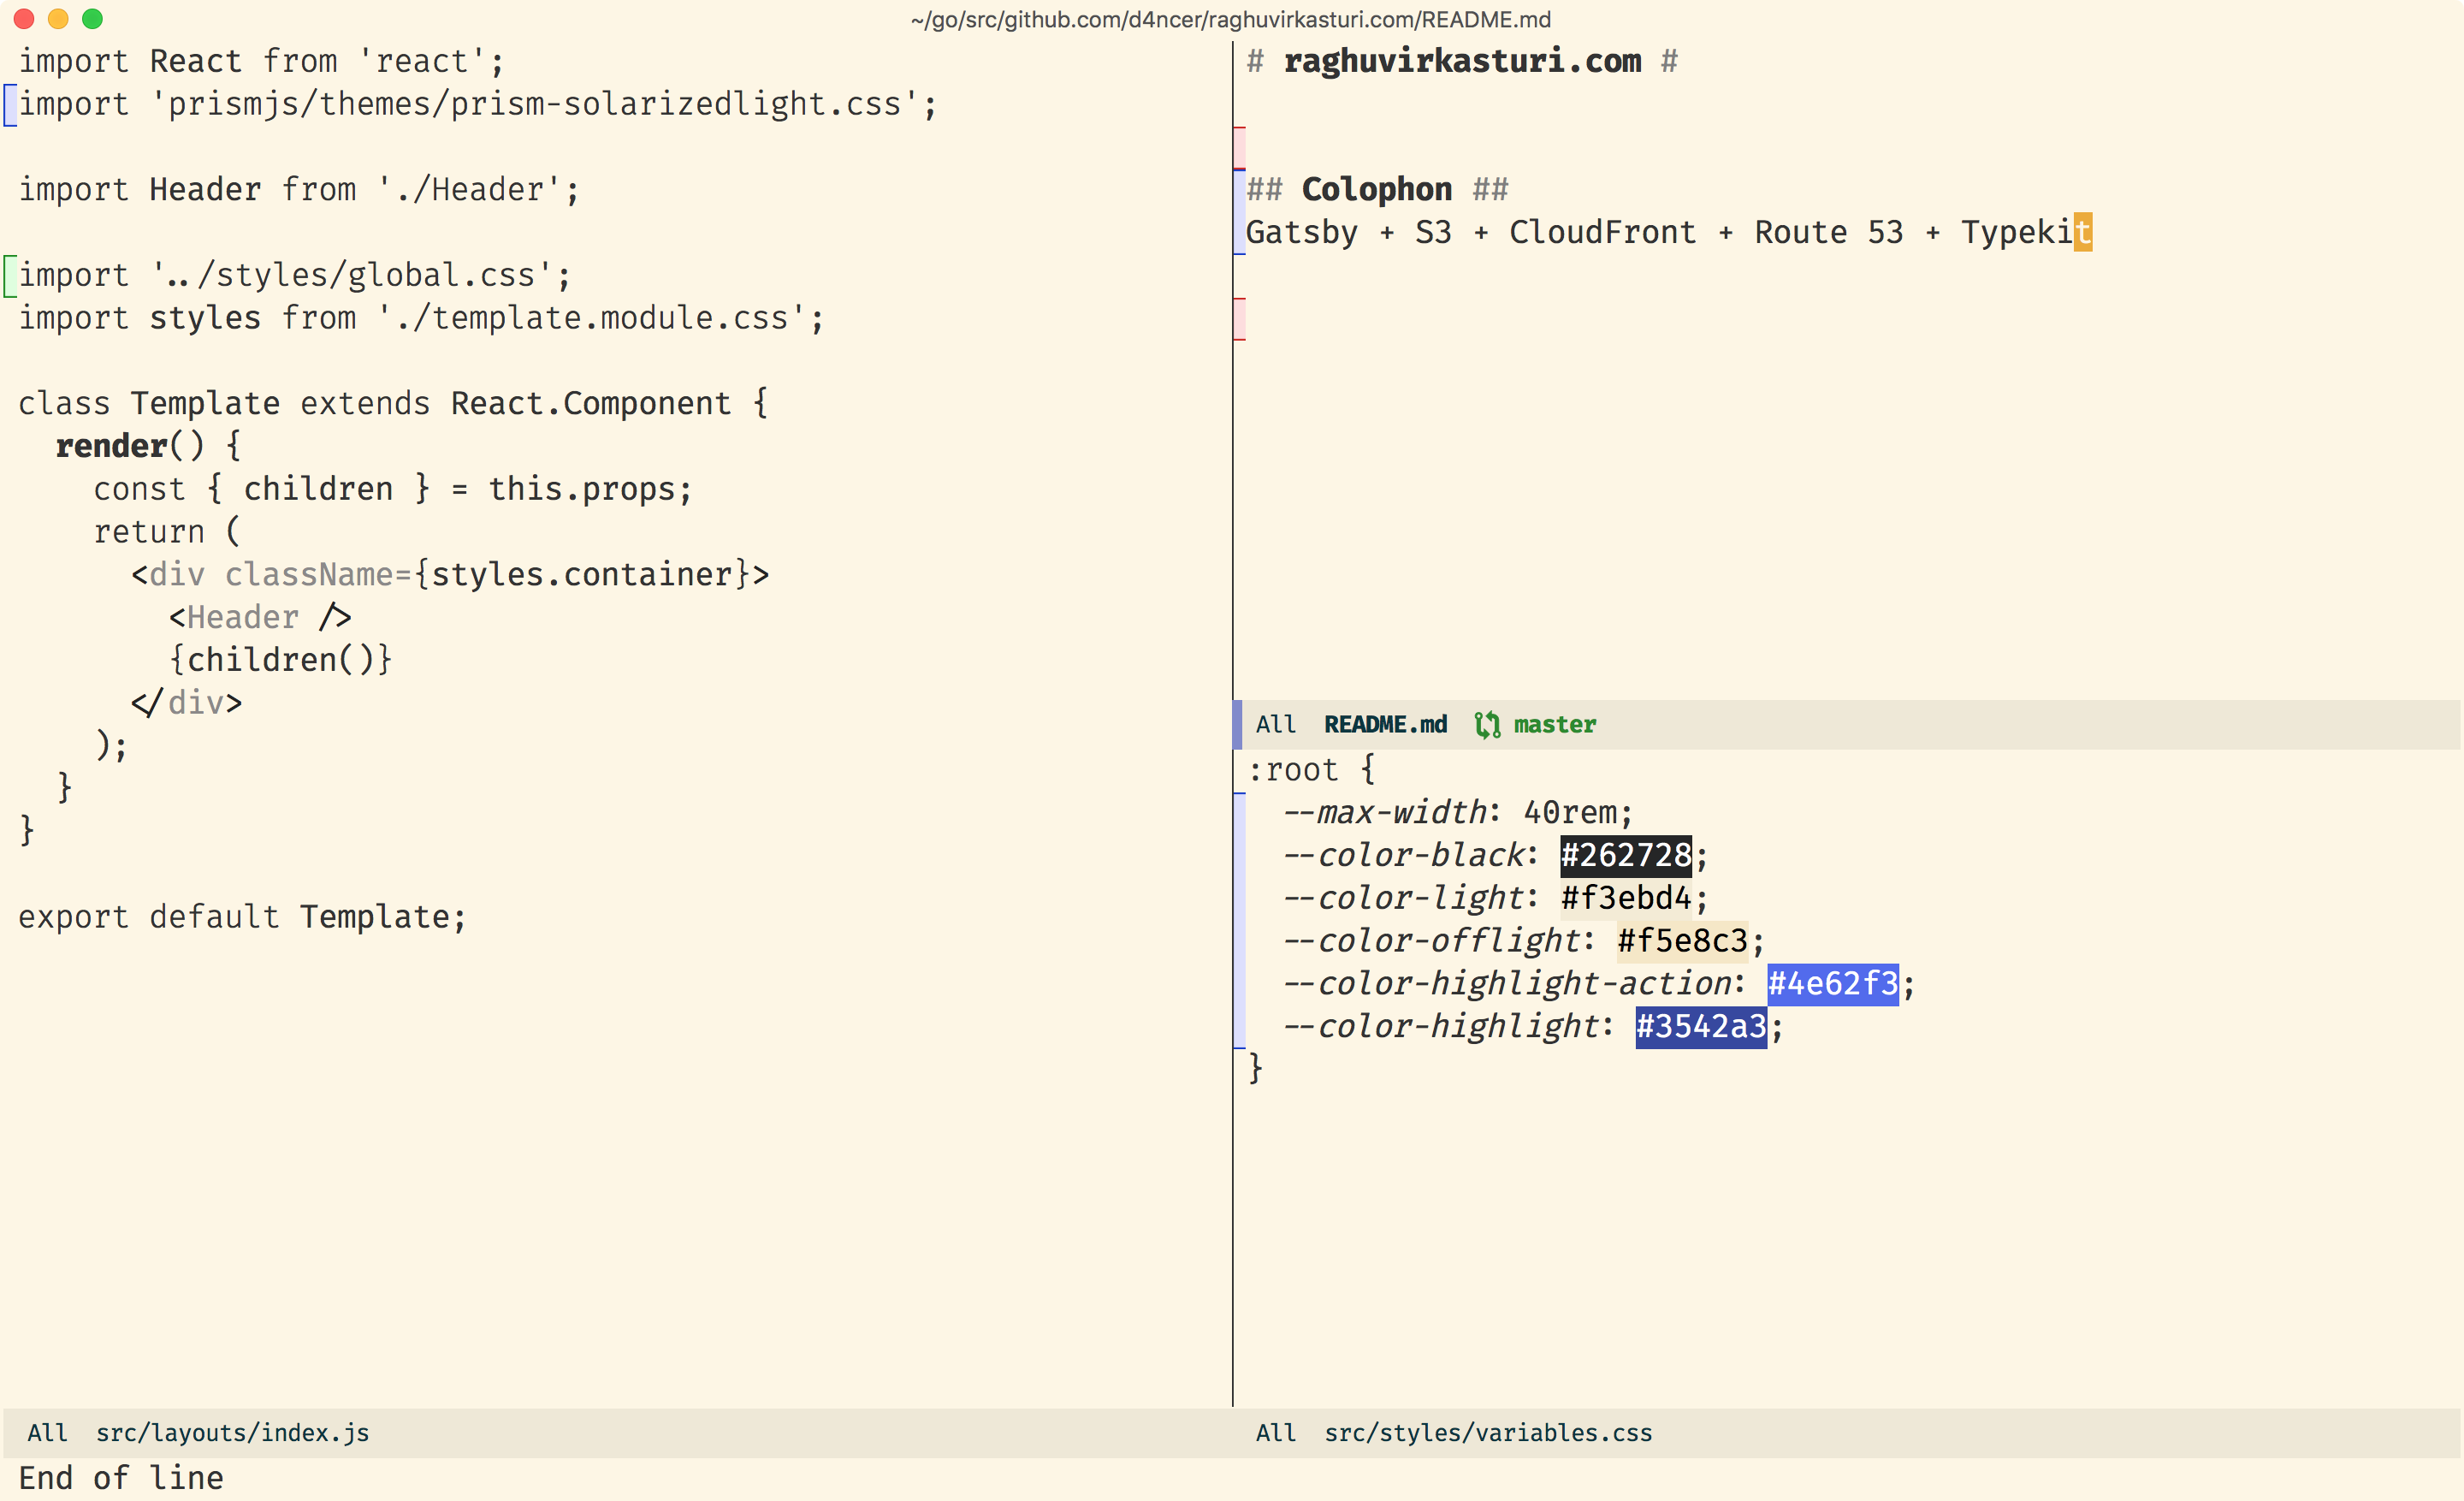 ~/go/src/github.com/d4ncer/raghuvirkasturi.com/README.md
import React from 'react';
import 'prismjs/themes/prism-solarizedlight.css';
import Header from './Header';
import '../styles/global.css';
import styles from './template.module.css';
class Template extends React.Component {
  render() {
    const { children } = this.props;
    return (
      <div className={styles.container}>
        <Header />
        {children()}
      </div>
    );
  }
}
export default Template;
All src/layouts/index.js
# raghuvirkasturi.com #
## Colophon ##
Gatsby + S3 + CloudFront + Route 53 + Typekit
All README.md master
:root {
  --max-width: 40rem;
  --color-black: #262728;
  --color-light: #f3ebd4;
  --color-offlight: #f5e8c3;
  --color-highlight-action: #4e62f3;
  --color-highlight: #3542a3;
}
All src/styles/variables.css
End of line